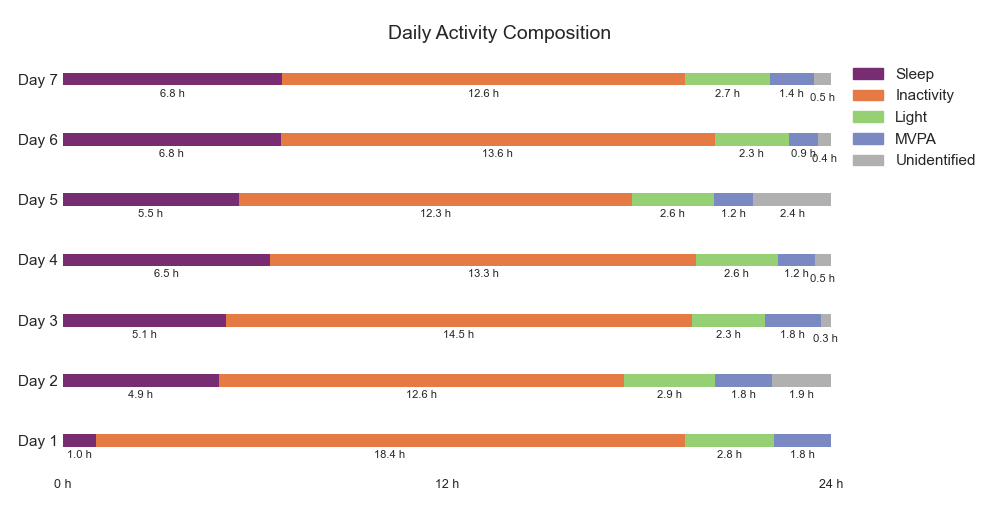 Daily Activity Composition
Day 7
6.8 h 12.6 h 2.7 h 1.4 h 0.5 h
Day 6
6.8 h 13.6 h 2.3 h 0.9 h 0.4 h
Day 5
5.5 h 12.3 h 2.6 h 1.2 h 2.4 h
Day 4
6.5 h 13.3 h 2.6 h 1.2 h 0.5 h
Day 3
5.1 h 14.5 h 2.3 h 1.8 h 0.3 h
Day 2
4.9 h 12.6 h 2.9 h 1.8 h 1.9 h
Day 1
1.0 h 18.4 h 2.8 h 1.8 h
0 h 12 h 24 h
Sleep
Inactivity
Light
MVPA
Unidentified